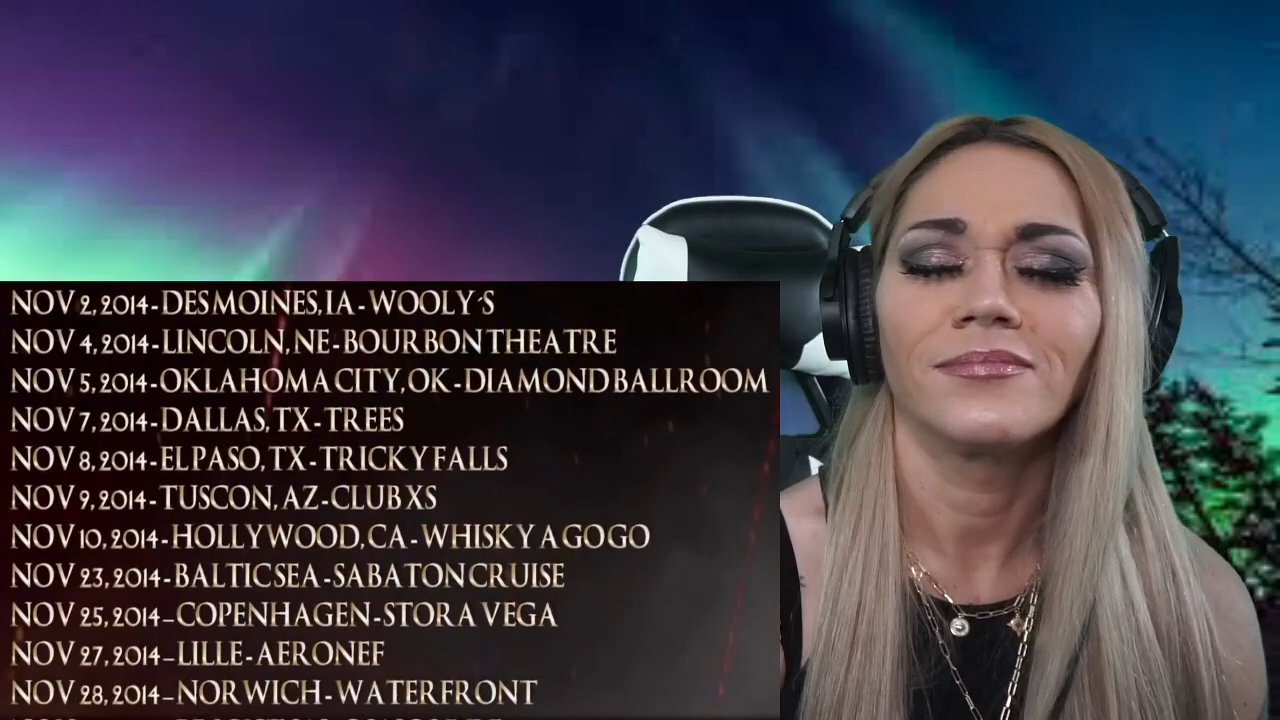 NOV 2, 2014 - DES MOINES, IA - WOOLY´S
NOV 4, 2014 - LINCOLN, NE - BOURBON THEATRE
NOV 5, 2014 - OKLAHOMA CITY, OK - DIAMOND BALLROOM
NOV 7, 2014 - DALLAS, TX - TREES
NOV 8, 2014 - EL PASO, TX - TRICKY FALLS
NOV 9, 2014 - TUSCON, AZ - CLUB XS
NOV 10, 2014 - HOLLYWOOD, CA - WHISKY A GO GO
NOV 23, 2014 - BALTIC SEA - SABATON CRUISE
NOV 25, 2014 – COPENHAGEN - STORA VEGA
NOV 27, 2014 – LILLE - AERONEF
NOV 28, 2014 – NORWICH - WATERFRONT